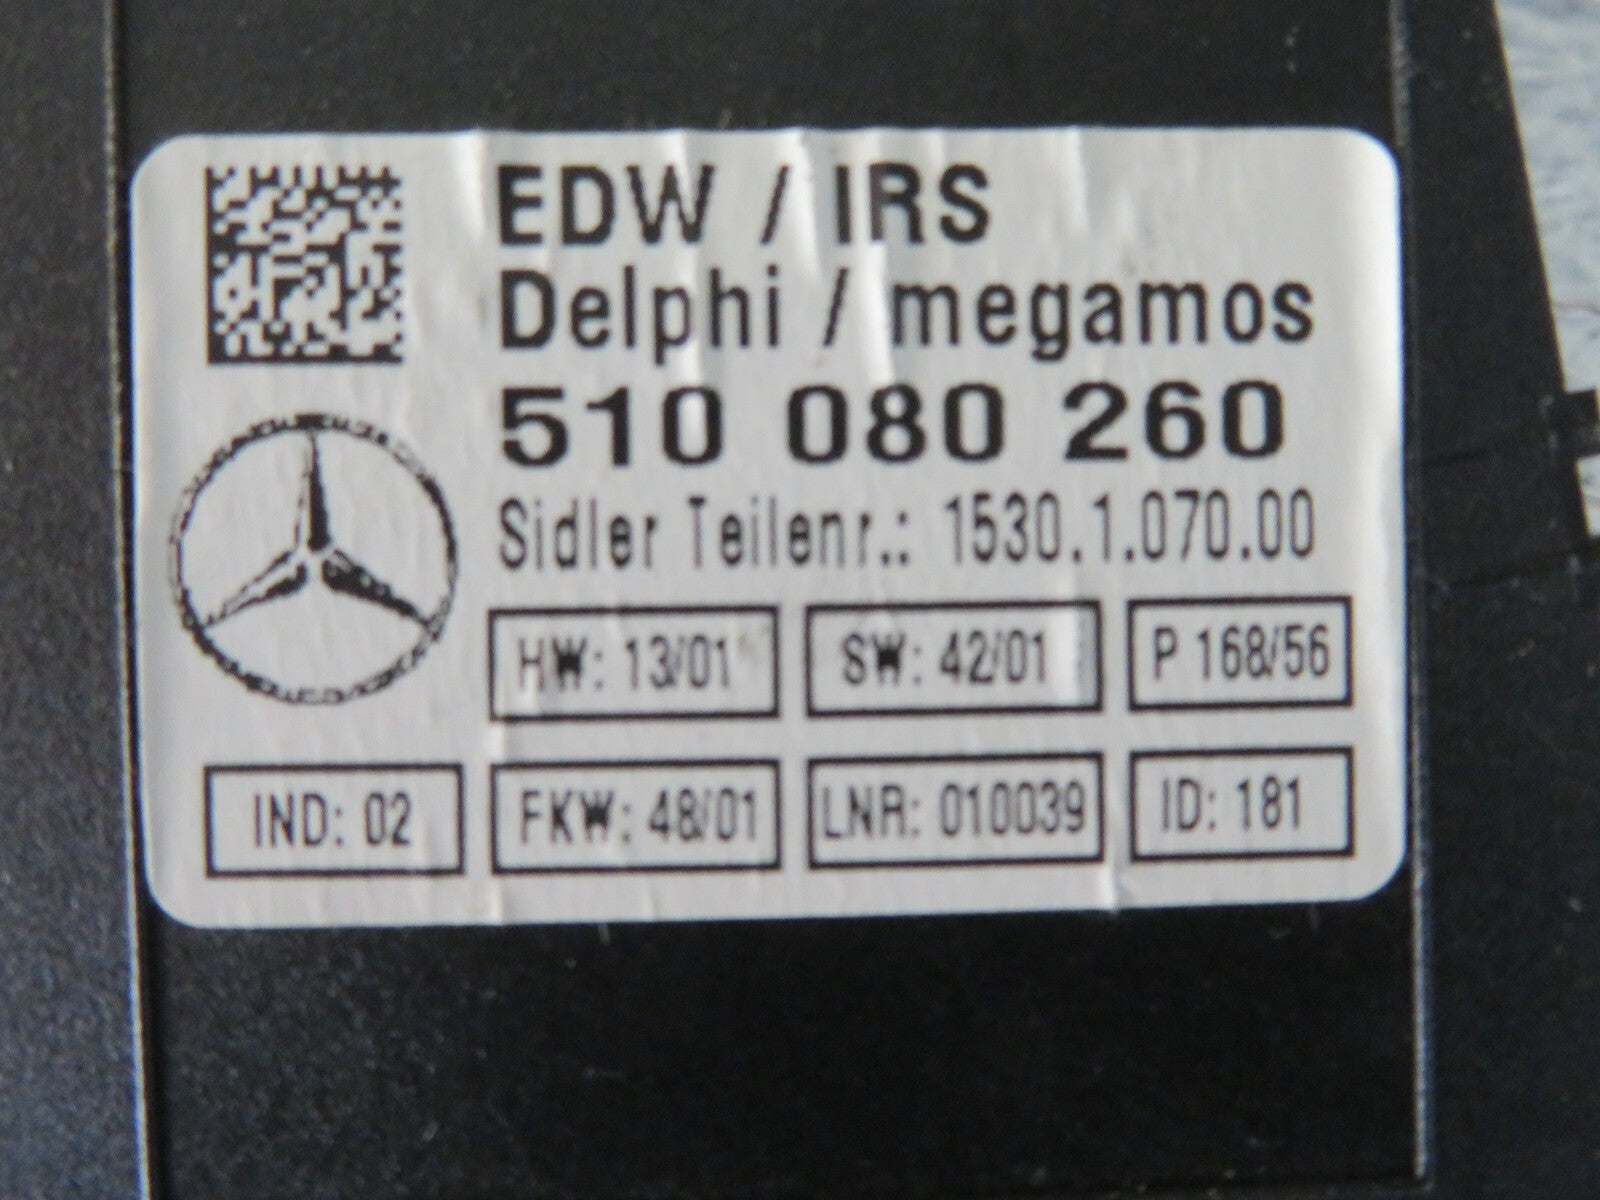 EDW / IRS
Delphi / megamos
510 080 260
Sidler Teilenr.: 1530.1.070.00
HW: 13/01 SW: 42/01 P 168/56
IND: 02 FKW: 48/01 LNR: 010039 ID: 181